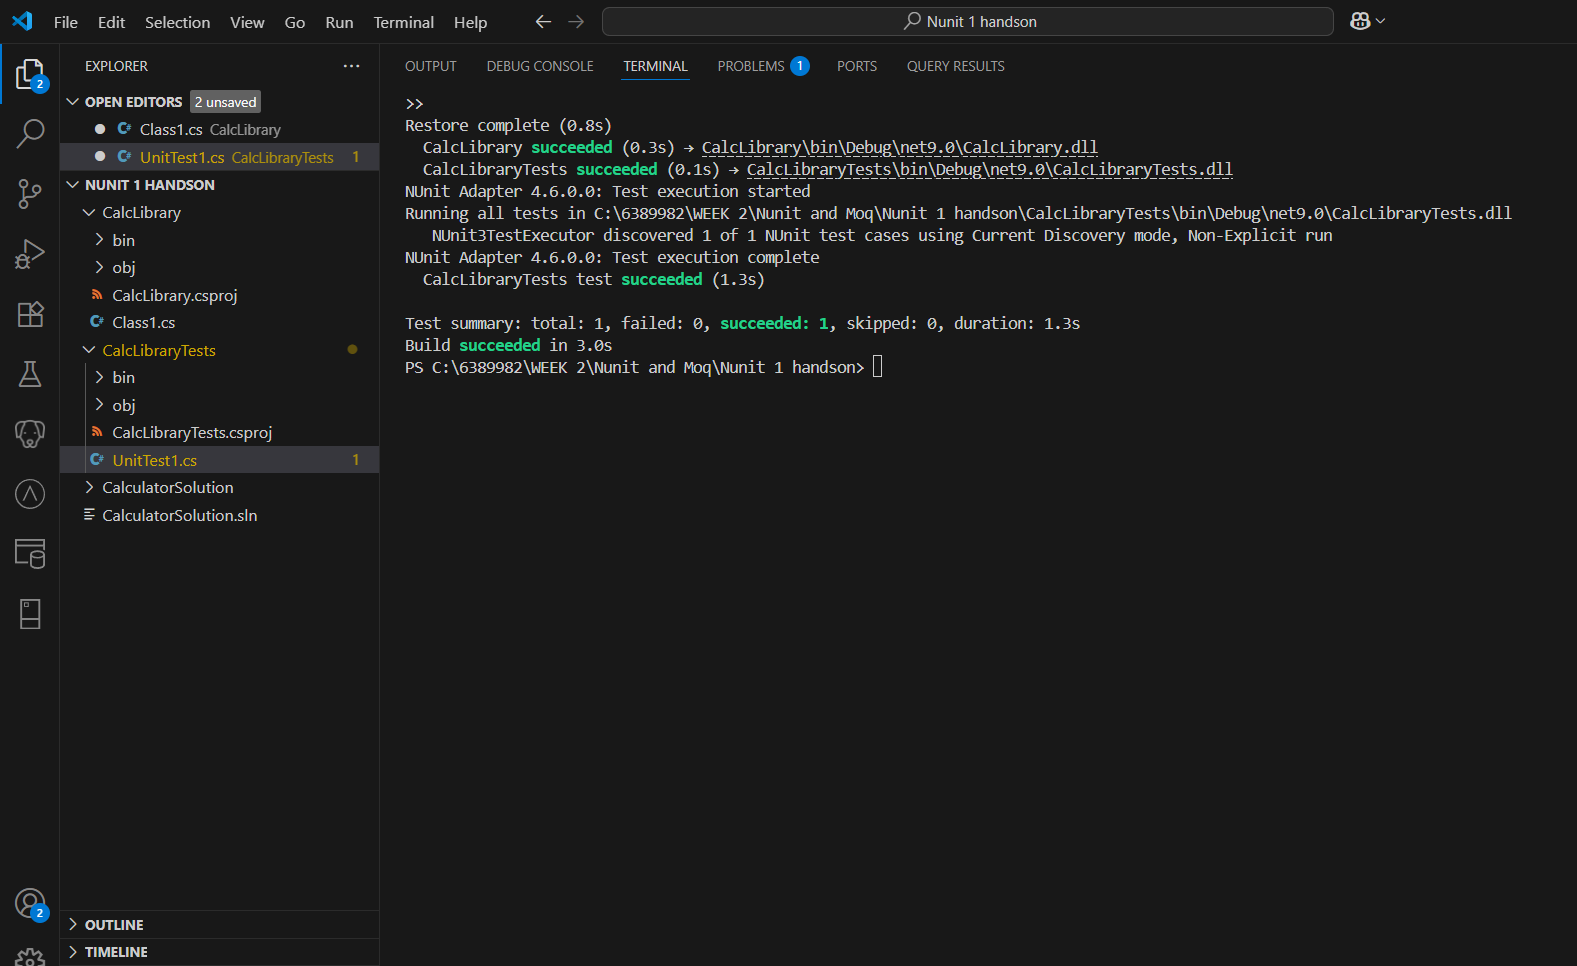 File Edit Selection View Go Run Terminal Help
Nunit 1 handson
EXPLORER
OPEN EDITORS 2 unsaved
Class1.cs CalcLibrary
UnitTest1.cs CalcLibraryTests 1
NUNIT 1 HANDSON
CalcLibrary
bin
obj
CalcLibrary.csproj
Class1.cs
CalcLibraryTests
bin
obj
CalcLibraryTests.csproj
UnitTest1.cs 1
CalculatorSolution
CalculatorSolution.sln
OUTLINE
TIMELINE
2
2
OUTPUT DEBUG CONSOLE TERMINAL PROBLEMS 1 PORTS QUERY RESULTS
>>
Restore complete (0.8s)
CalcLibrary succeeded (0.3s) → CalcLibrary\bin\Debug\net9.0\CalcLibrary.dll
CalcLibraryTests succeeded (0.1s) → CalcLibraryTests\bin\Debug\net9.0\CalcLibraryTests.dll
NUnit Adapter 4.6.0.0: Test execution started
Running all tests in C:\6389982\WEEK 2\Nunit and Moq\Nunit 1 handson\CalcLibraryTests\bin\Debug\net9.0\CalcLibraryTests.dll
NUnit3TestExecutor discovered 1 of 1 NUnit test cases using Current Discovery mode, Non-Explicit run
NUnit Adapter 4.6.0.0: Test execution complete
CalcLibraryTests test succeeded (1.3s)
Test summary: total: 1, failed: 0, succeeded: 1, skipped: 0, duration: 1.3s
Build succeeded in 3.0s
PS C:\6389982\WEEK 2\Nunit and Moq\Nunit 1 handson>